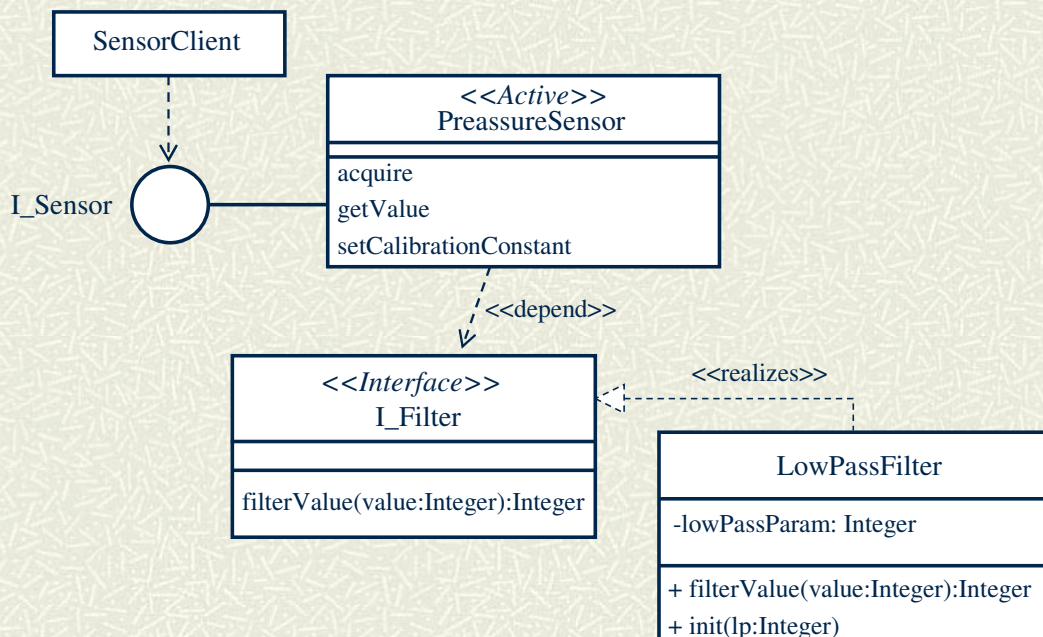 SensorClient
<<Active>>
PreassureSensor
acquire
getValue
setCalibrationConstant
I_Sensor
<<depend>>
<<Interface>>
I_Filter
filterValue(value:Integer):Integer
<<realizes>>
LowPassFilter
-lowPassParam: Integer
+ filterValue(value:Integer):Integer
+ init(lp:Integer)